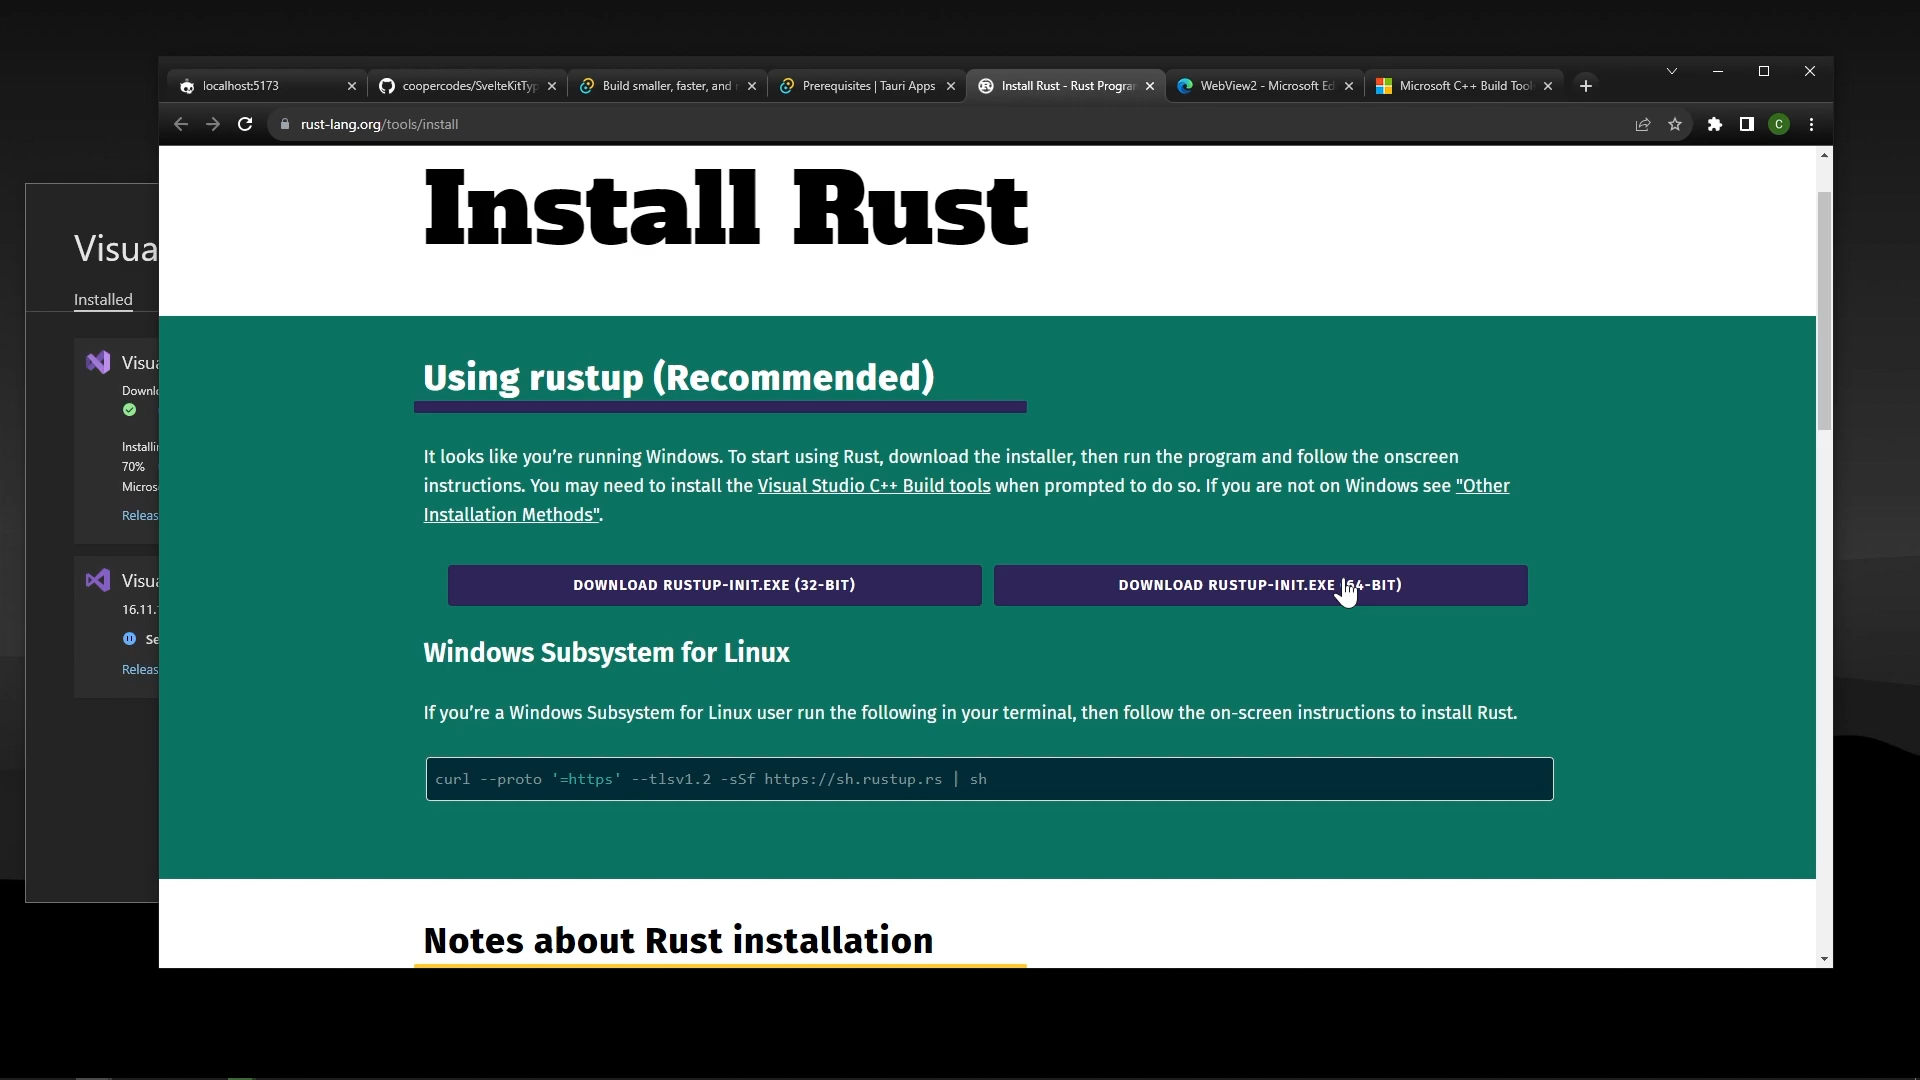 localhost:5173
coopercodes/SvelteKitTyp
Build smaller, faster, and
Prerequisites | Tauri Apps
Install Rust - Rust Progra
WebView2 - Microsoft Ed
Microsoft C++ Build Tool
rust-lang.org/tools/install
C
Install Rust
Using rustup (Recommended)
It looks like you're running Windows. To start using Rust, download the installer, then run the program and follow the onscreen
instructions. You may need to install the Visual Studio C++ Build tools when prompted to do so. If you are not on Windows see "Other
Installation Methods".
DOWNLOAD RUSTUP-INIT.EXE (32-BIT)
DOWNLOAD RUSTUP-INIT.EXE (64-BIT)
Windows Subsystem for Linux
If you're a Windows Subsystem for Linux user run the following in your terminal, then follow the on-screen instructions to install Rust.
curl --proto '=https' --tlsv1.2 -sSf https://sh.rustup.rs | sh
Notes about Rust installation
Visua
Installed
Visua
Downlo
Installin
70%
Micros
Releas
Visua
16.11.
Se
Releas